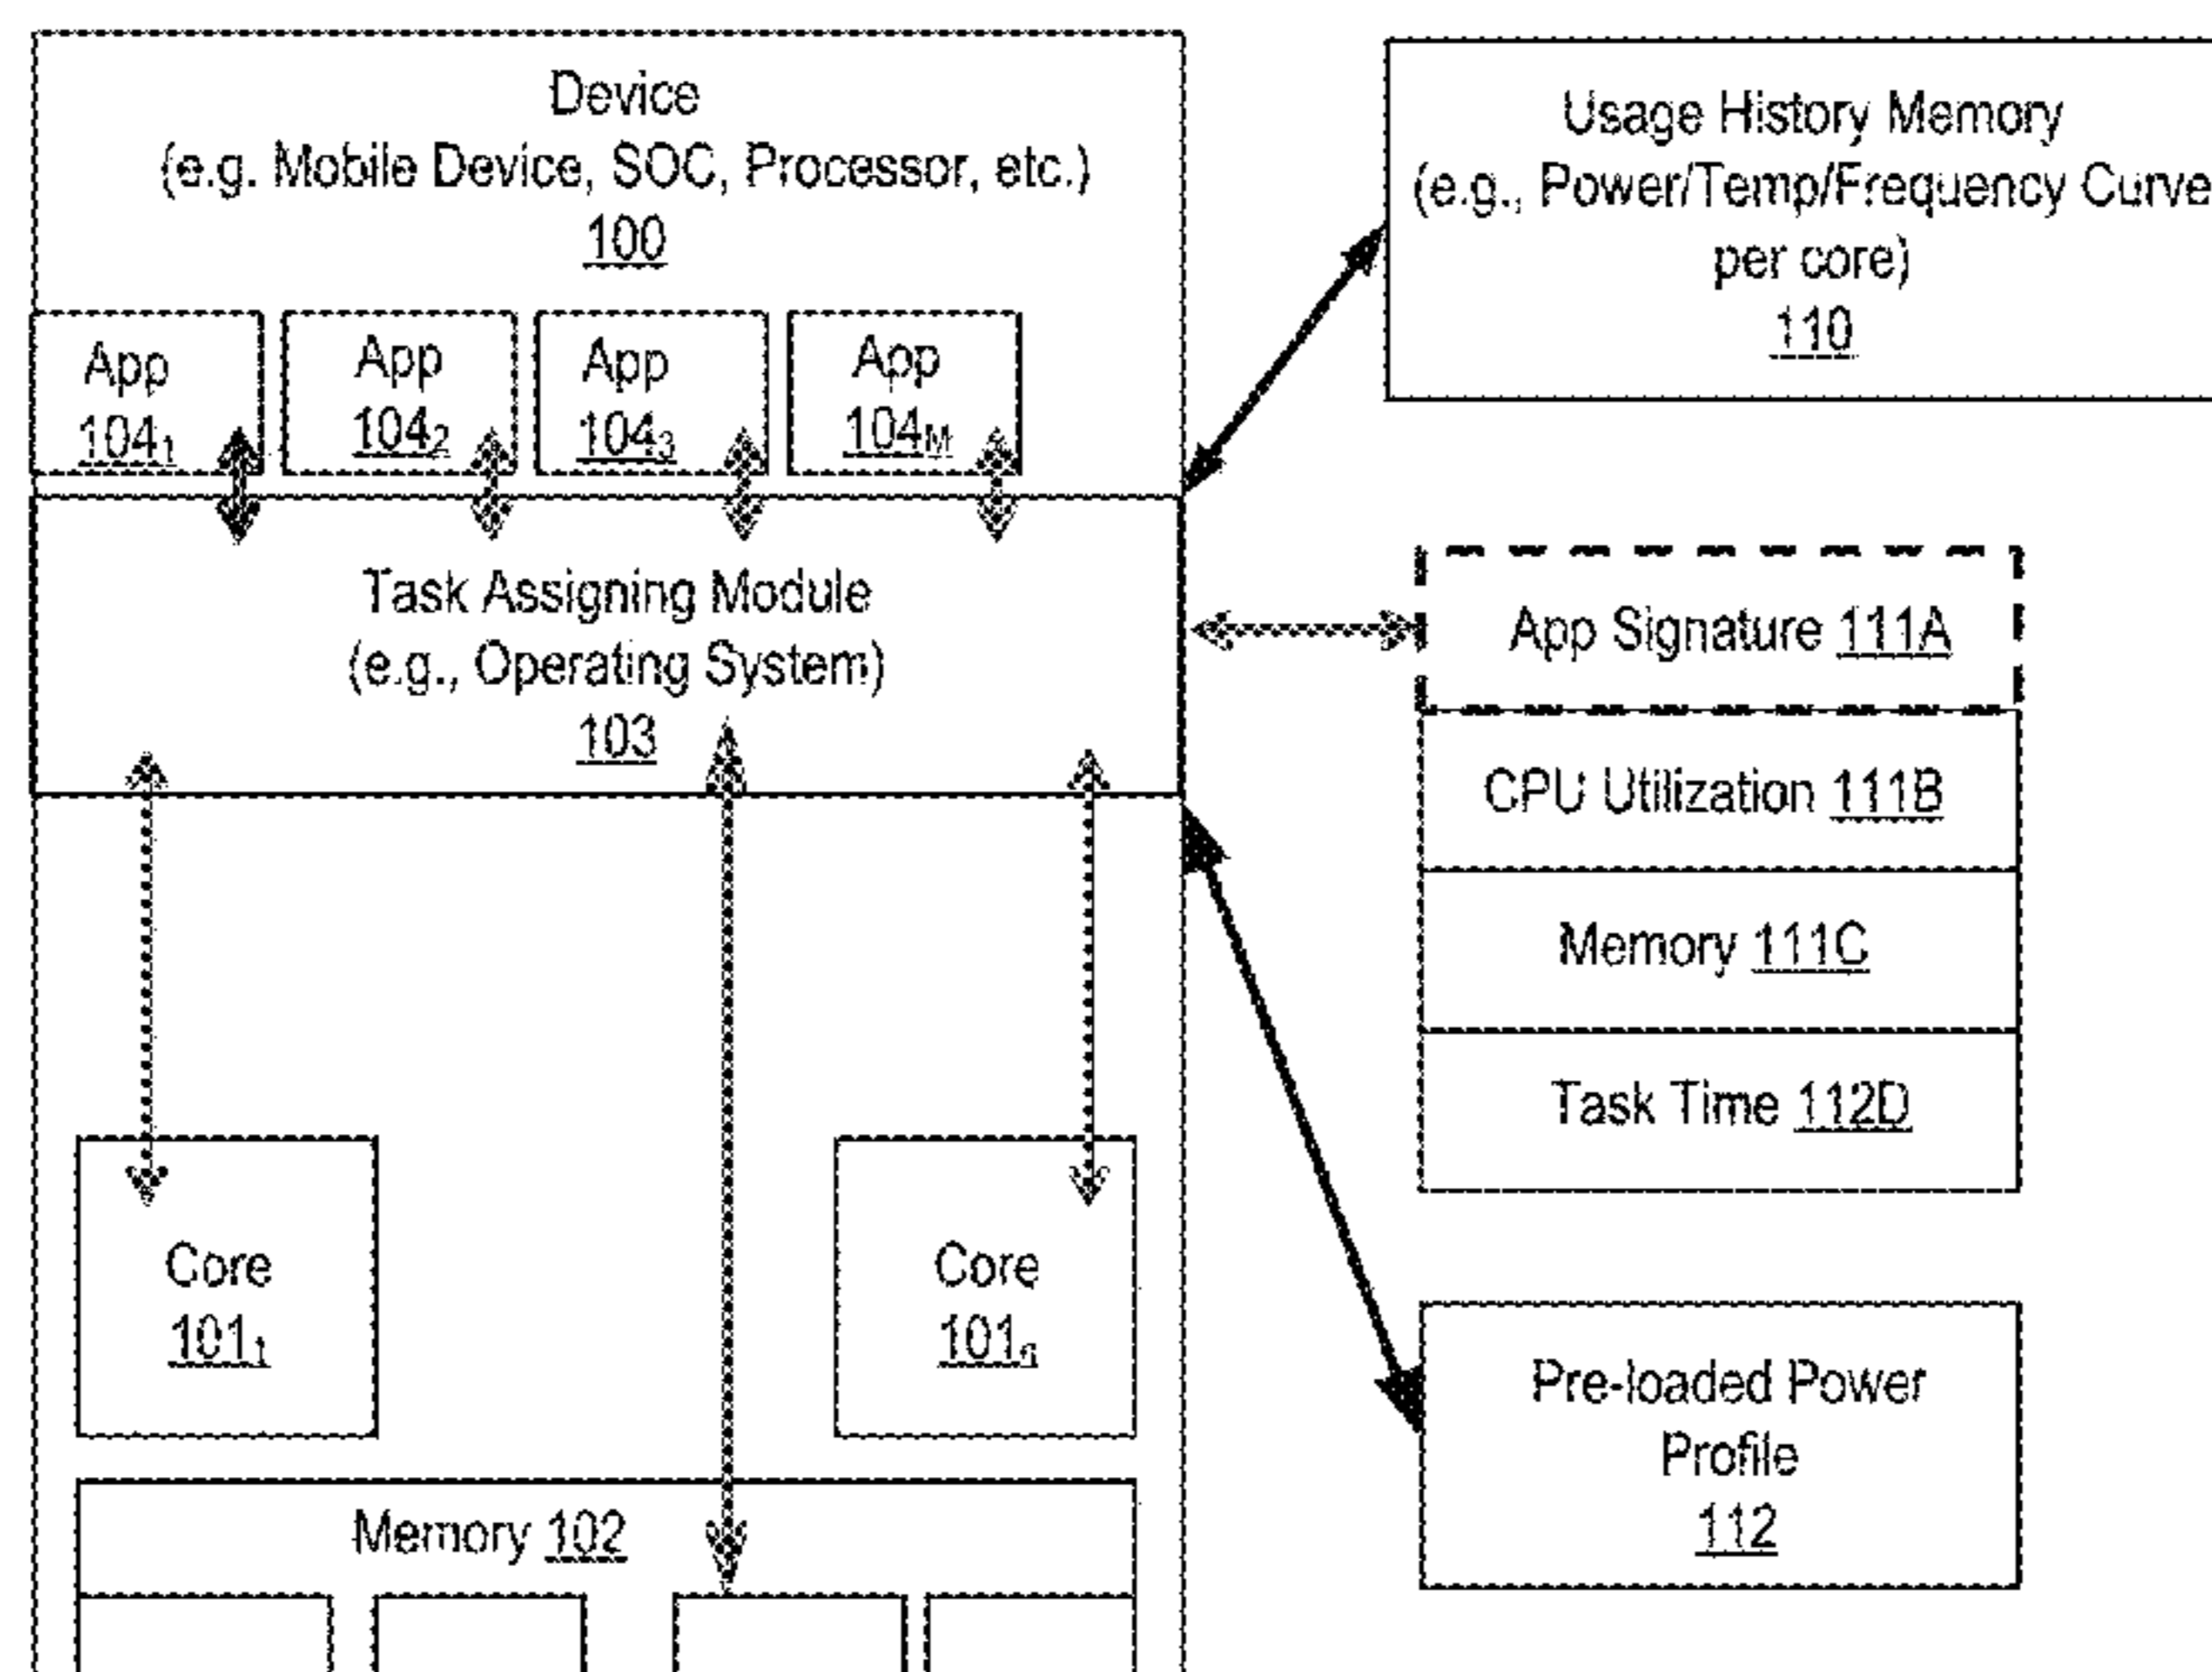 Device
(e.g. Mobile Device, SOC, Processor, etc.)
100
App
104₁
App
104₂
App
104₃
App
104M
Task Assigning Module
(e.g., Operating System)
103
Core
101₁
Core
101n
Memory 102
Usage History Memory
(e.g., Power/Temp/Frequency Curve
per core)
110
App Signature 111A
CPU Utilization 111B
Memory 111C
Task Time 112D
Pre-loaded Power
Profile
112